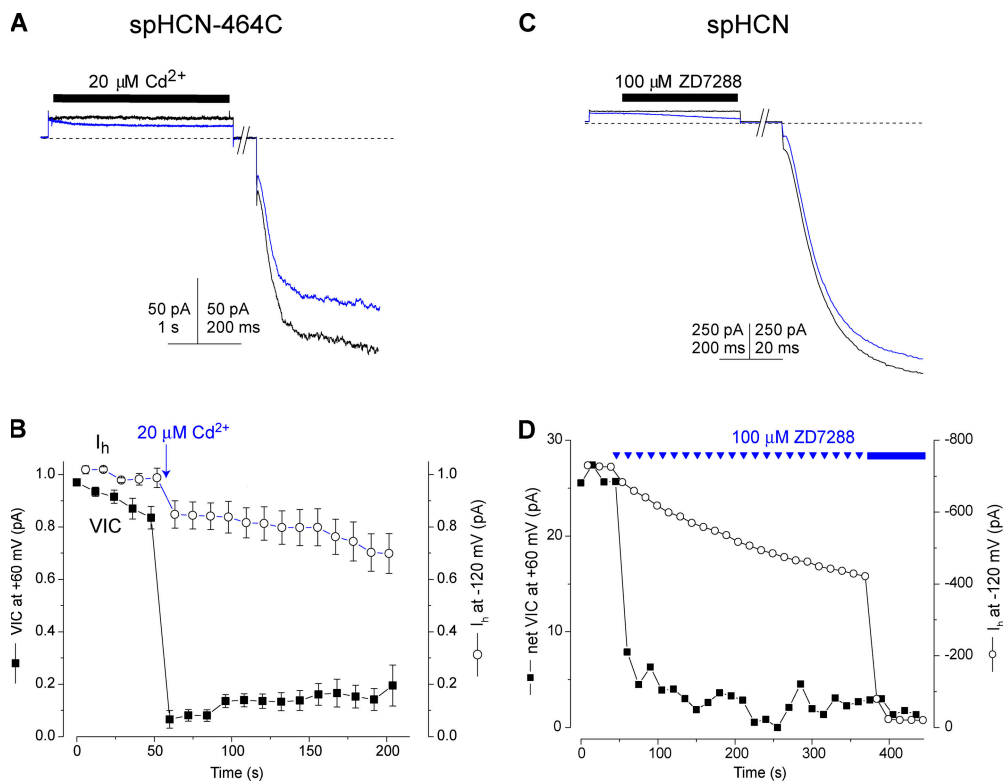 A
spHCN-464C
20 μM Cd2+
50 pA 50 pA
1 s 200 ms
C
spHCN
100 μM ZD7288
250 pA 250 pA
200 ms 20 ms
B
Ih
20 μM Cd2+
VIC
1.0
0.8
0.6
0.4
0.2
0.0
VIC at +60 mV (pA)
1.0
0.8
0.6
0.4
0.2
0.0
Ih at -120 mV (pA)
0 50 100 150 200
Time (s)
D
100 μM ZD7288
30
20
10
0
net VIC at +60 mV (pA)
-800
-600
-400
-200
0
Ih at -120 mV (pA)
0 100 200 300 400
Time (s)